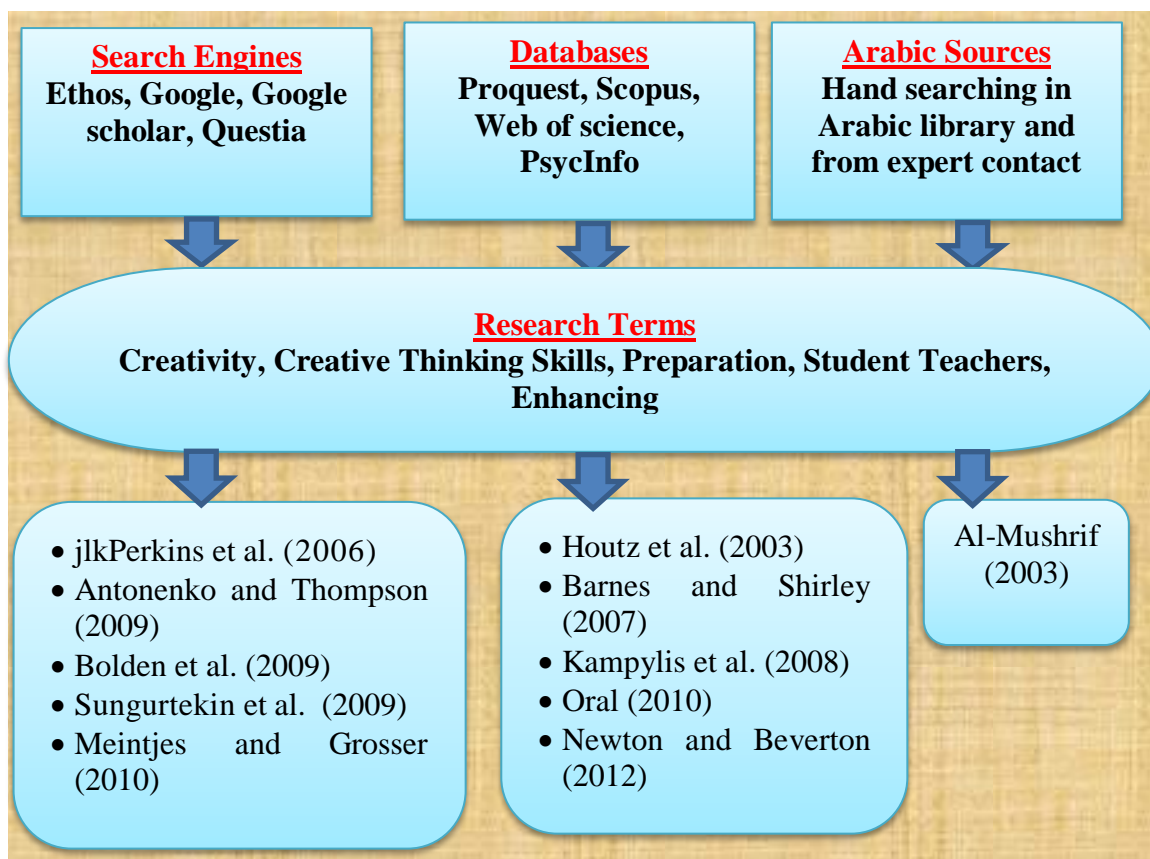 Search Engines
Ethos, Google, Google
scholar, Questia
Databases
Proquest, Scopus,
Web of science,
PsycInfo
Arabic Sources
Hand searching in
Arabic library and
from expert contact
Research Terms
Creativity, Creative Thinking Skills, Preparation, Student Teachers,
Enhancing
• jlkPerkins et al. (2006)
• Antonenko and Thompson
(2009)
• Bolden et al. (2009)
• Sungurtekin et al. (2009)
• Meintjes and Grosser
(2010)
• Houtz et al. (2003)
• Barnes and Shirley
(2007)
• Kampylis et al. (2008)
• Oral (2010)
• Newton and Beverton
(2012)
Al-Mushrif
(2003)